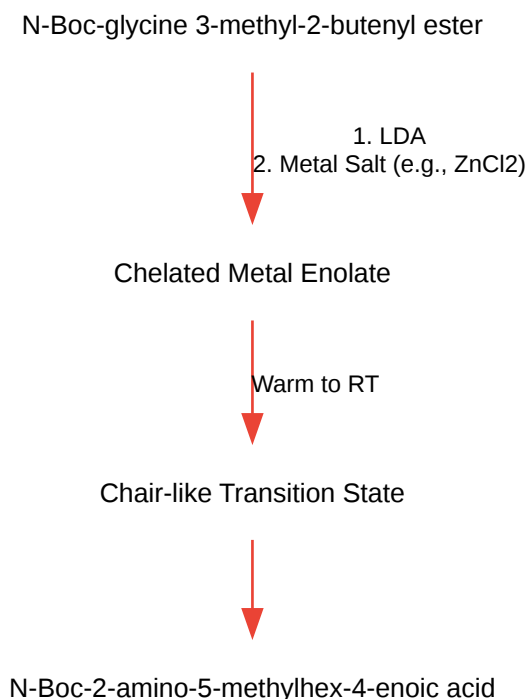 N-Boc-glycine 3-methyl-2-butenyl ester
1. LDA
2. Metal Salt (e.g., ZnCl2)
Chelated Metal Enolate
Warm to RT
Chair-like Transition State
N-Boc-2-amino-5-methylhex-4-enoic acid